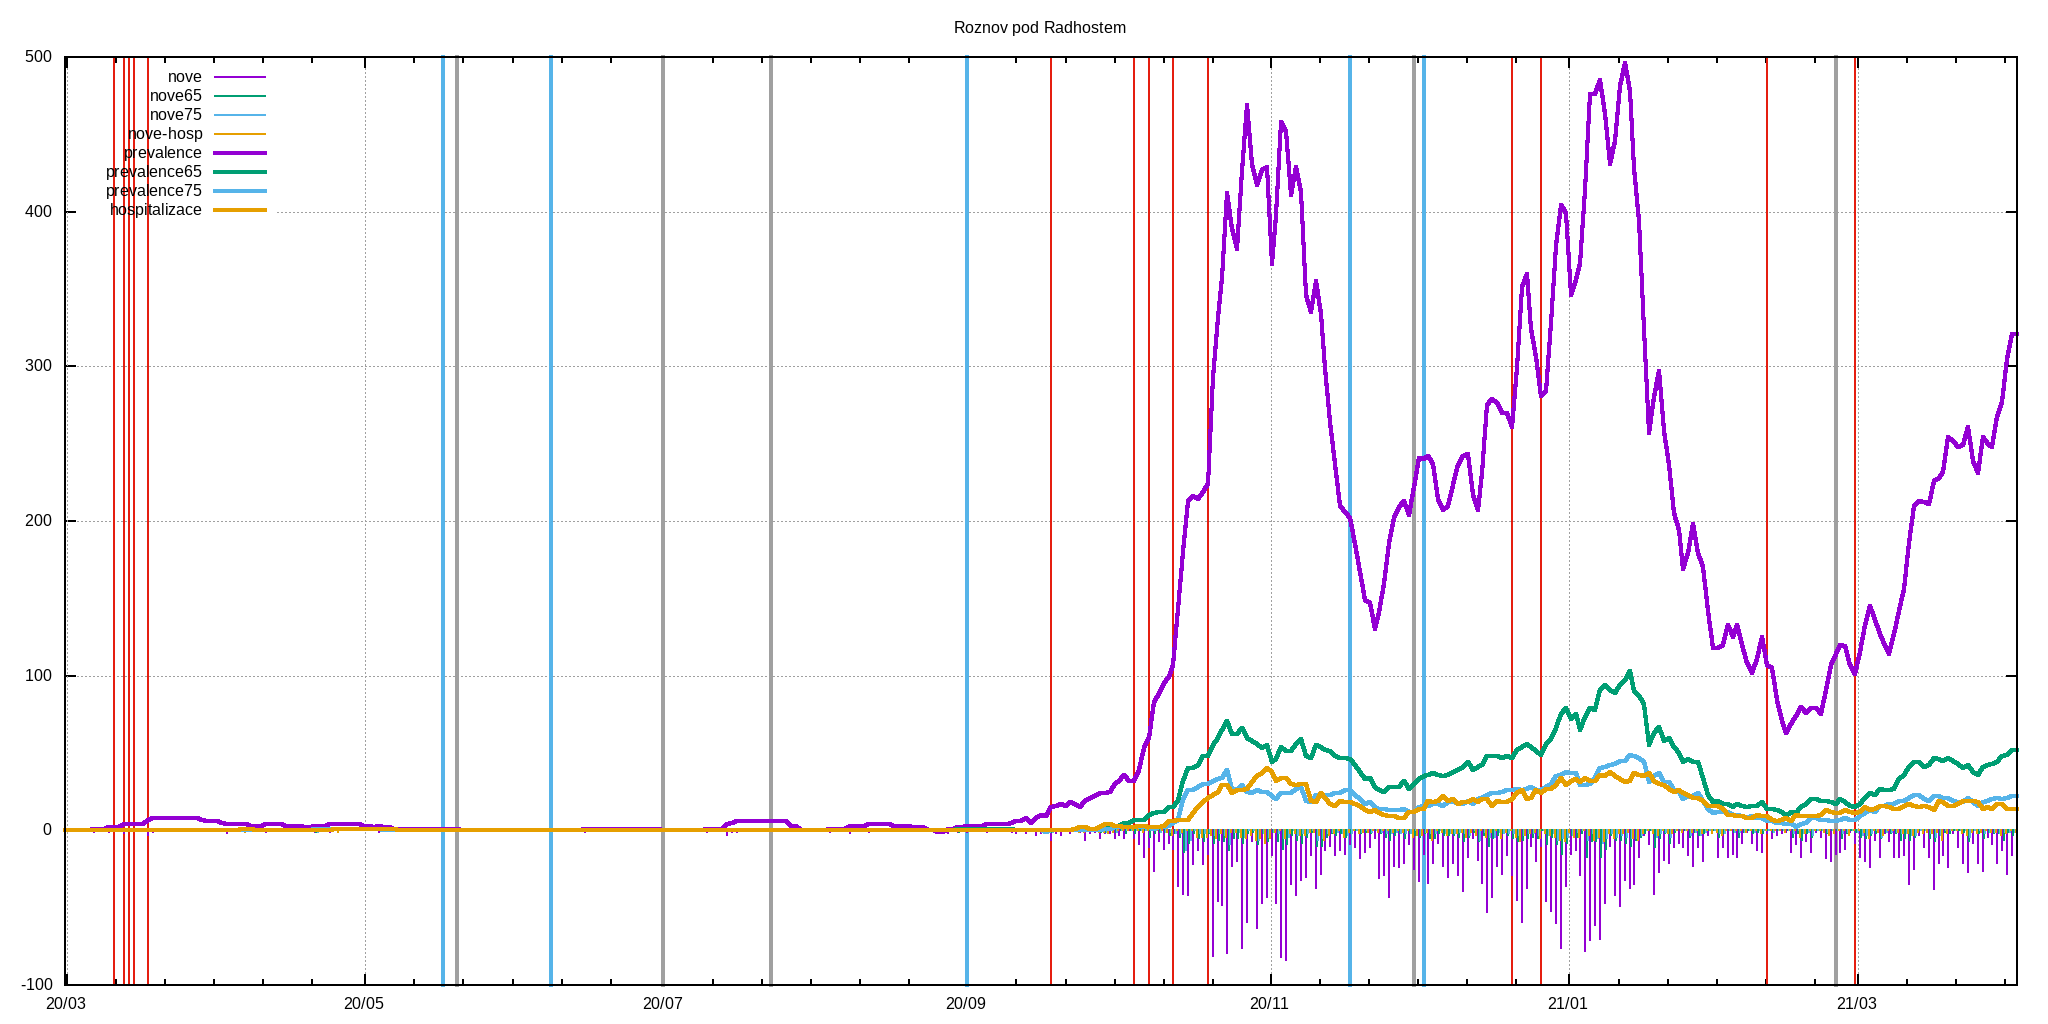 Roznov pod Radhostem
500
400
300
200
100
0
-100
nove
nove65
nove75
nove-hosp
prevalence
prevalence65
prevalence75
hospitalizace
20/03
20/05
20/07
20/09
20/11
21/01
21/03